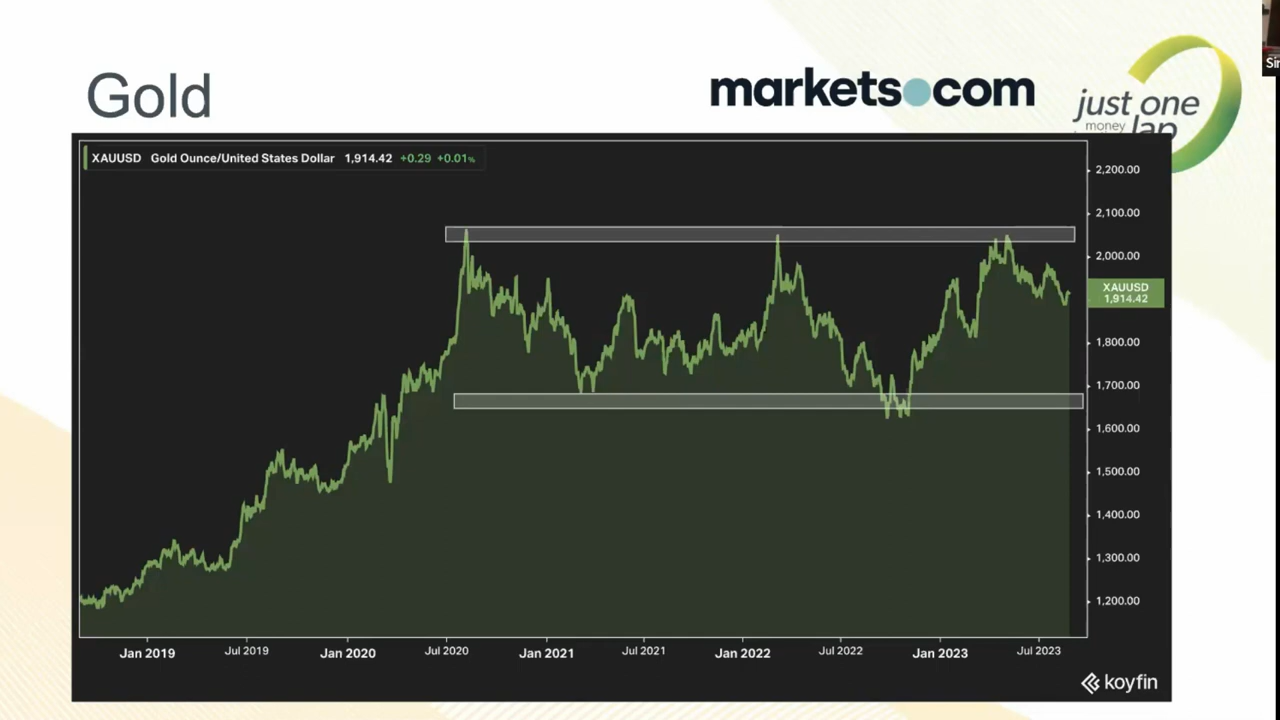 Gold
markets.com
just one
money lap
Sir
XAUUSD Gold Ounce/United States Dollar 1,914.42 +0.29 +0.01%
2,200.00
2,100.00
2,000.00
XAUUSD
1,914.42
1,800.00
1,700.00
1,600.00
1,500.00
1,400.00
1,300.00
1,200.00
Jan 2019 Jul 2019 Jan 2020 Jul 2020 Jan 2021 Jul 2021 Jan 2022 Jul 2022 Jan 2023 Jul 2023
koyfin